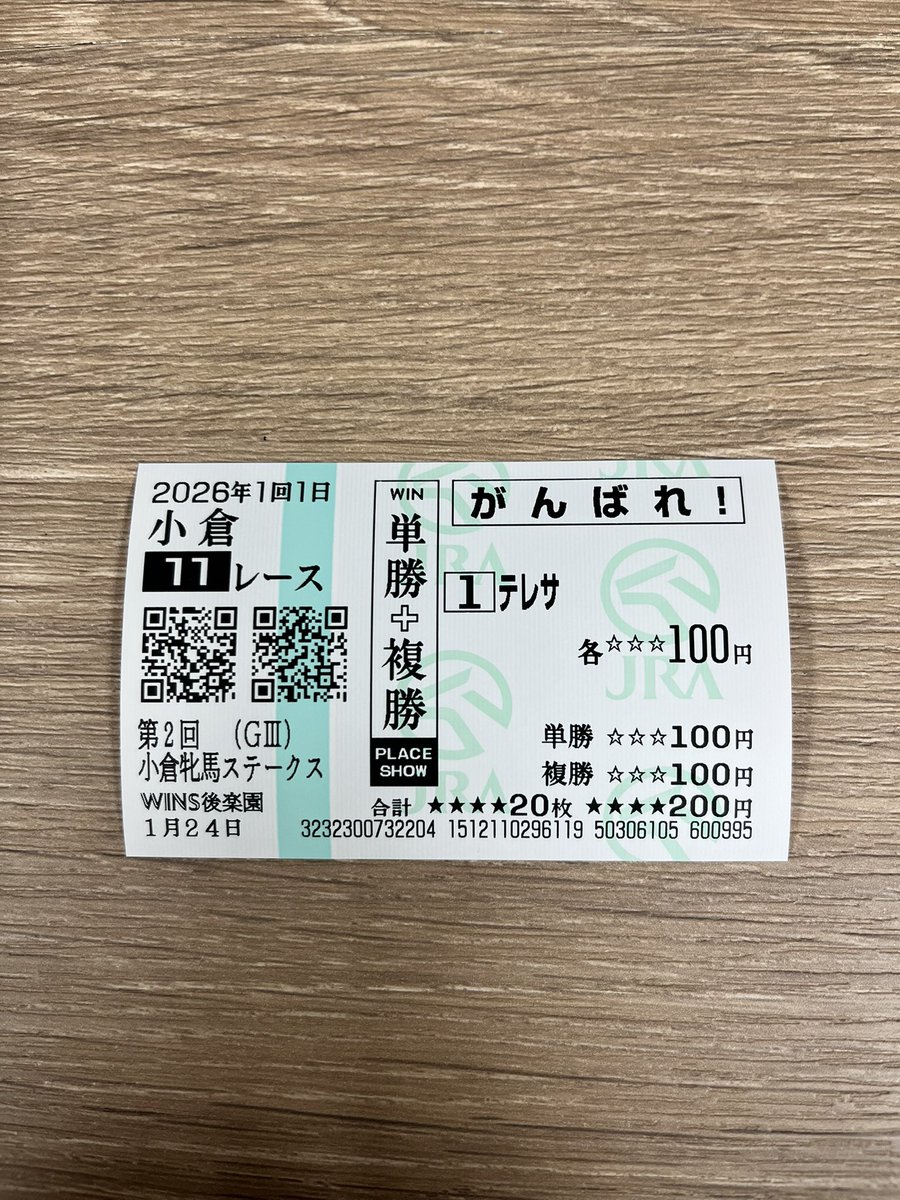 2026年1回1日
小倉
11レース
第2回 (GⅢ)
小倉牝馬ステークス
WINS後楽園
1月24日
WIN
単勝+複勝
PLACE
SHOW
がんばれ!
1 テレサ
各☆☆☆100円
単勝 ☆☆☆100円
複勝 ☆☆☆100円
合計 ★★★★20枚 ★★★★200円
3232300732204 1512110296119 50306105 600995
JRA
JRA
JRA
JRA